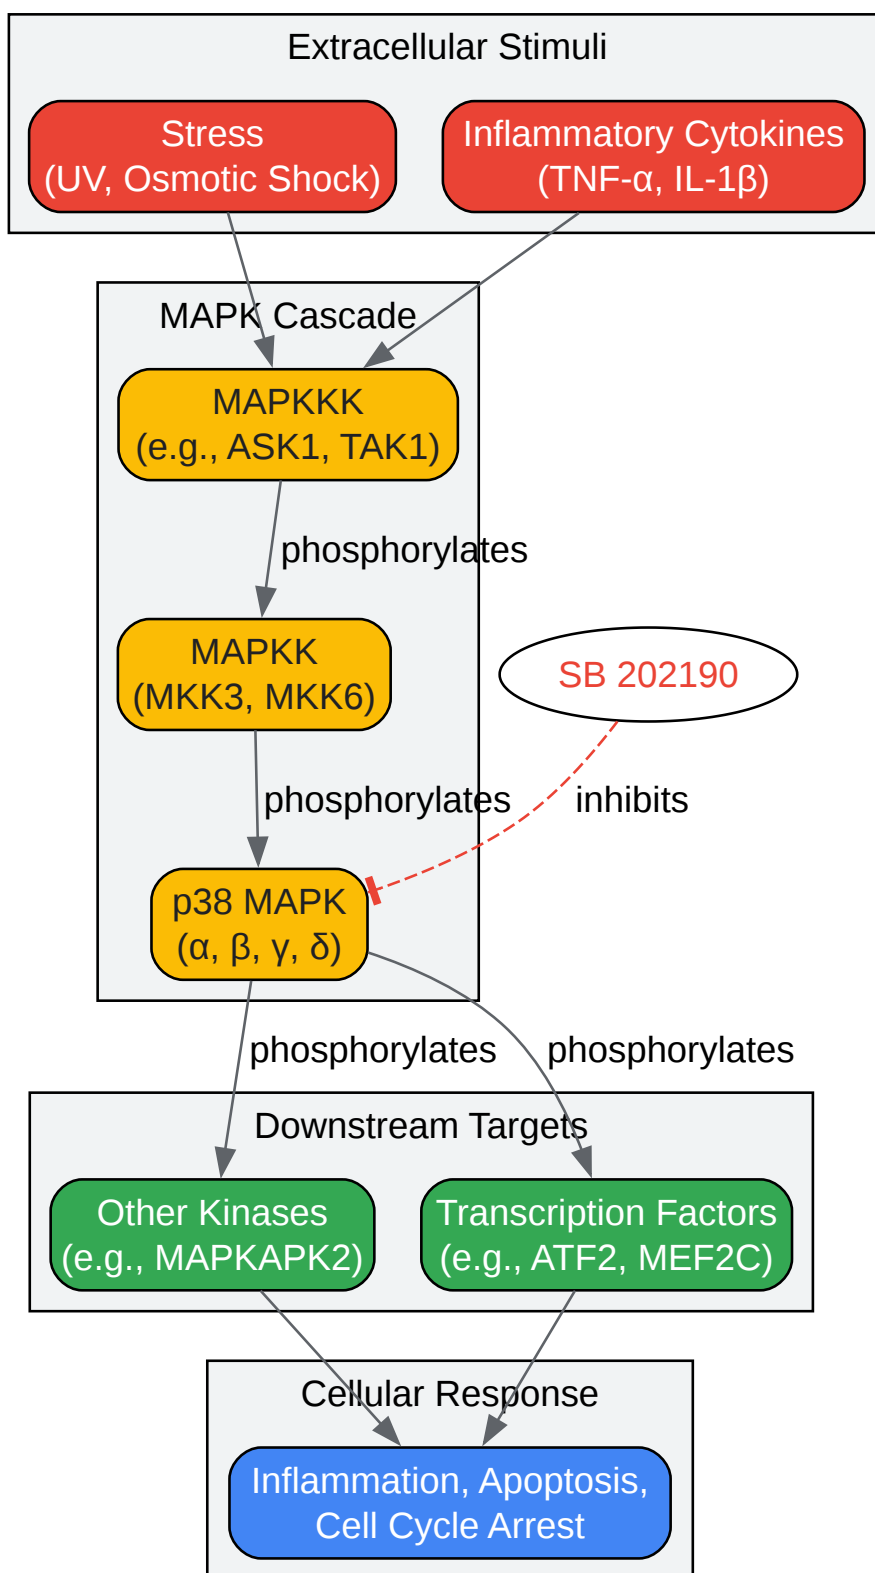 Extracellular Stimuli
Stress
(UV, Osmotic Shock)
Inflammatory Cytokines
(TNF-α, IL-1β)
MAPK Cascade
MAPKKK
(e.g., ASK1, TAK1)
phosphorylates
MAPKK
(MKK3, MKK6)
SB 202190
phosphorylates
inhibits
p38 MAPK
(α, β, γ, δ)
phosphorylates
phosphorylates
Downstream Targets
Other Kinases
(e.g., MAPKAPK2)
Transcription Factors
(e.g., ATF2, MEF2C)
Cellular Response
Inflammation, Apoptosis,
Cell Cycle Arrest